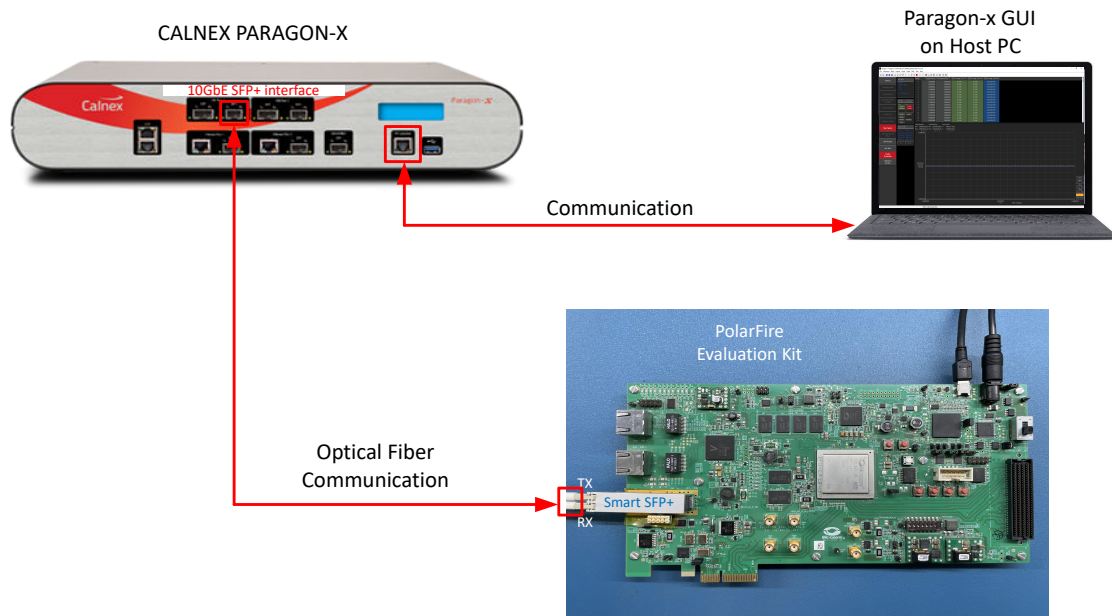 CALNEX PARAGON-X
Paragon-x GUI
on Host PC
10GbE SFP+ interface
Calnex
Paragon-x
Communication
PolarFire
Evaluation Kit
Optical Fiber
Communication
TX
Smart SFP+
RX